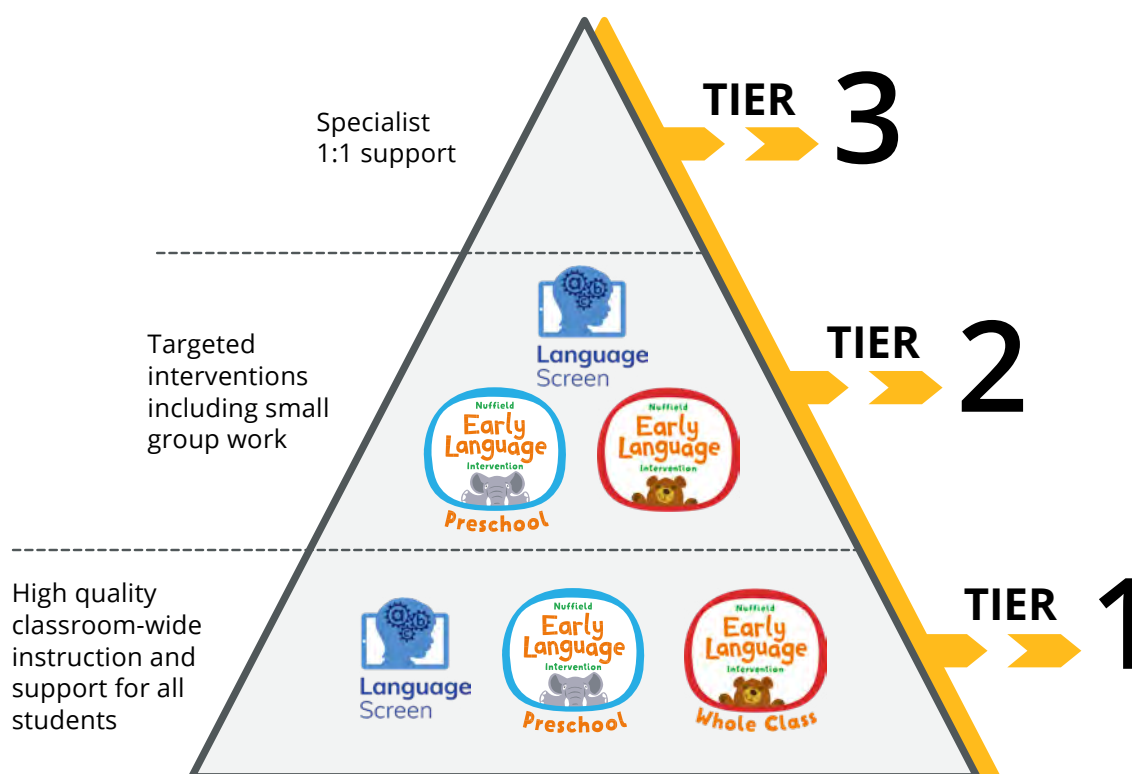 TIER 3
Specialist
1:1 support
a b
c
Language
Screen
TIER 2
Targeted
interventions
including small
group work
Nuffield
Early
Language
Intervention
Preschool
Nuffield
Early
Language
Intervention
TIER 1
High quality
classroom-wide
instruction and
support for all
students
a b
c
Language
Screen
Nuffield
Early
Language
Intervention
Preschool
Nuffield
Early
Language
Intervention
Whole Class